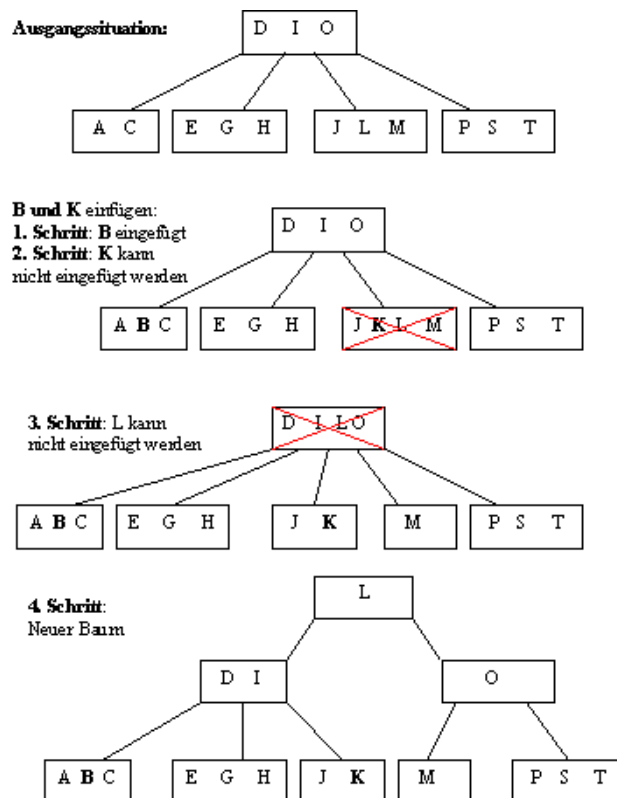 Ausgangssituation:
D I O
A C
E G H
J L M
P S T
B und K einfügen:
1. Schritt: B eingefügt
2. Schritt: K kann
nicht eingefügt werden
D I O
A B C
E G H
J K L M
P S T
3. Schritt: L kann
nicht eingefügt werden
D I L O
A B C
E G H
J K
M
P S T
4. Schritt:
Neuer Baum
L
D I
O
A B C
E G H
J K
M
P S T